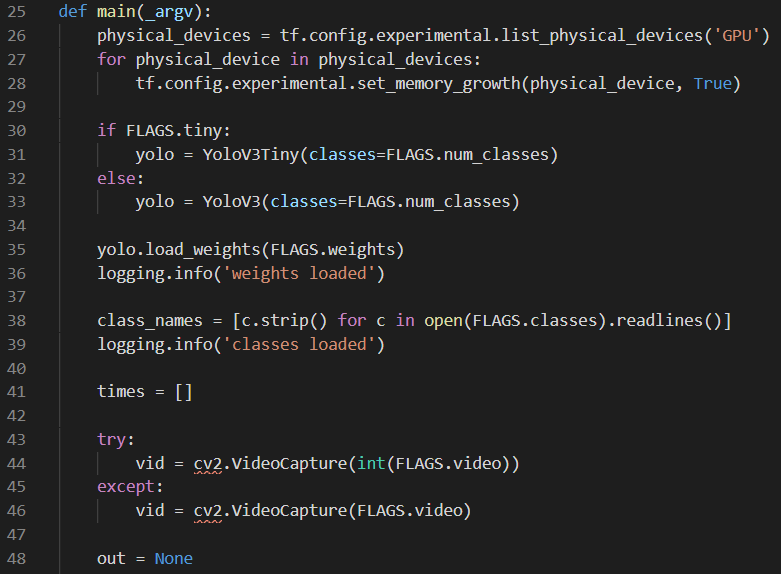 25 def main(_argv):
26     physical_devices = tf.config.experimental.list_physical_devices('GPU')
27     for physical_device in physical_devices:
28         tf.config.experimental.set_memory_growth(physical_device, True)
29
30     if FLAGS.tiny:
31         yolo = YoloV3Tiny(classes=FLAGS.num_classes)
32     else:
33         yolo = YoloV3(classes=FLAGS.num_classes)
34
35     yolo.load_weights(FLAGS.weights)
36     logging.info('weights loaded')
37
38     class_names = [c.strip() for c in open(FLAGS.classes).readlines()]
39     logging.info('classes loaded')
40
41     times = []
42
43     try:
44         vid = cv2.VideoCapture(int(FLAGS.video))
45     except:
46         vid = cv2.VideoCapture(FLAGS.video)
47
48     out = None